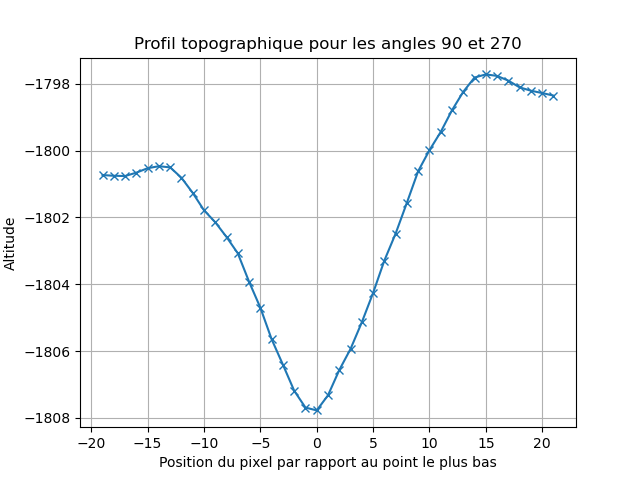 Profil topographique pour les angles 90 et 270
−1798
−1800
−1802
−1804
−1806
−1808
Altitude
−20 −15 −10 −5 0 5 10 15 20
Position du pixel par rapport au point le plus bas